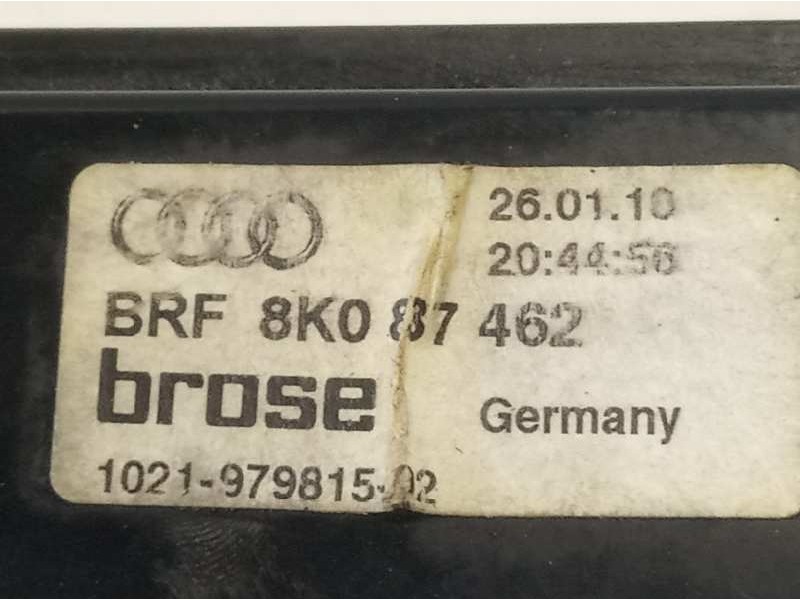 26.01.10
20:44:56
BRF 8K0 837 462
brose
Germany
1021-979815-02